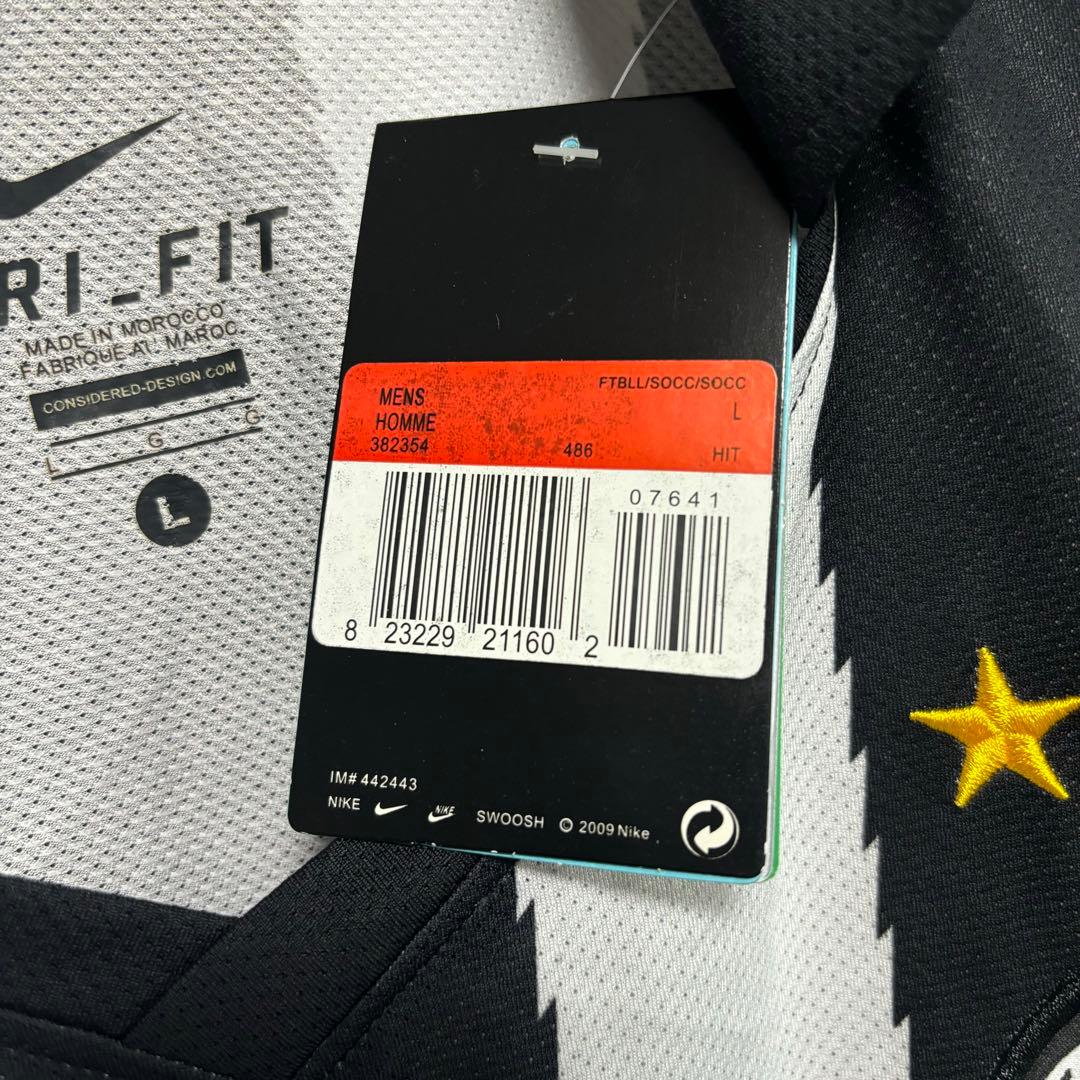 RI_FIT
MADE IN MOROCCO
FABRIQUE AU MAROC
CONSIDERED-DESIGN.COM
L G G
L
MENS FTBLL/SOCC/SOCC
HOMME L
382354 486 HIT
07641
8 23229 21160 2
IM# 442443
NIKE NIKE SWOOSH © 2009 Nike